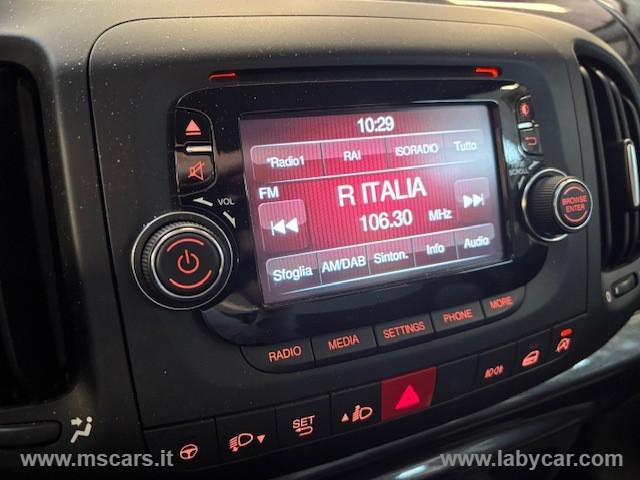 10:29
*Radio1 RAI ISORADIO Tutto
FM
R ITALIA
106.30 MHz
Sfoglia AM/DAB Sinton. Info Audio
VOL
SCROLL
BROWSE
ENTER
RADIO MEDIA SETTINGS PHONE MORE
SET
www.mscars.it
www.labycar.com